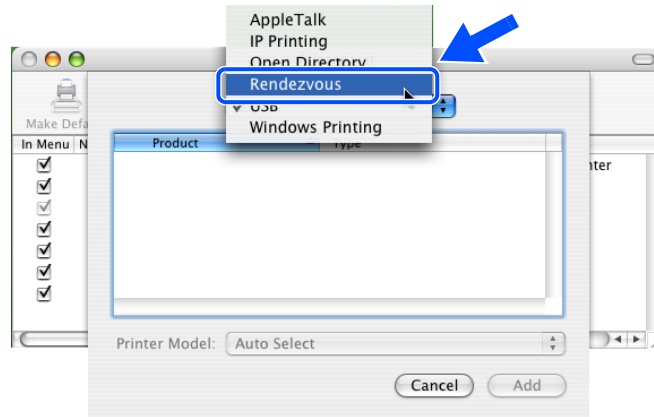 AppleTalk
IP Printing
Open Directory
Rendezvous
USB
Windows Printing
Make Defa
In Menu N
Product Type
nter
Printer Model: Auto Select
Cancel Add